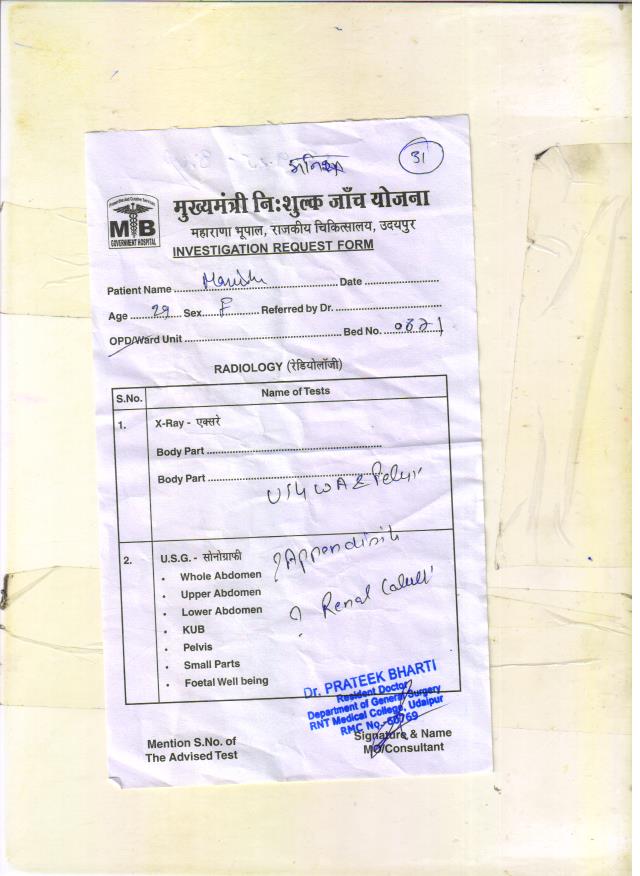 31
मुख्यमंत्री निःशुल्क जाँच योजना
MB
GOVERNMENT HOSPITAL
महाराणा भूपाल, राजकीय चिकित्सालय, उदयपुर
INVESTIGATION REQUEST FORM
Patient Name ........ Date ........
Age 29 Sex F Referred by Dr. ........
OPD/Ward Unit ........ Bed No. ........
RADIOLOGY (रेडियोलॉजी)
S.No. Name of Tests
1. X-Ray - एक्सरे
Body Part ........
Body Part ........
USG WA & Pelvis
2. U.S.G. - सोनोग्राफी
? Appendicitis
• Whole Abdomen
• Upper Abdomen
? Renal Calculi
• Lower Abdomen
• KUB
• Pelvis
• Small Parts
• Foetal Well being
Dr. PRATEEK BHARTI
Resident Doctor
Department of General Surgery
RNT Medical College, Udaipur
RMC No.-50769
Mention S.No. of
The Advised Test
Signature & Name
MO/Consultant